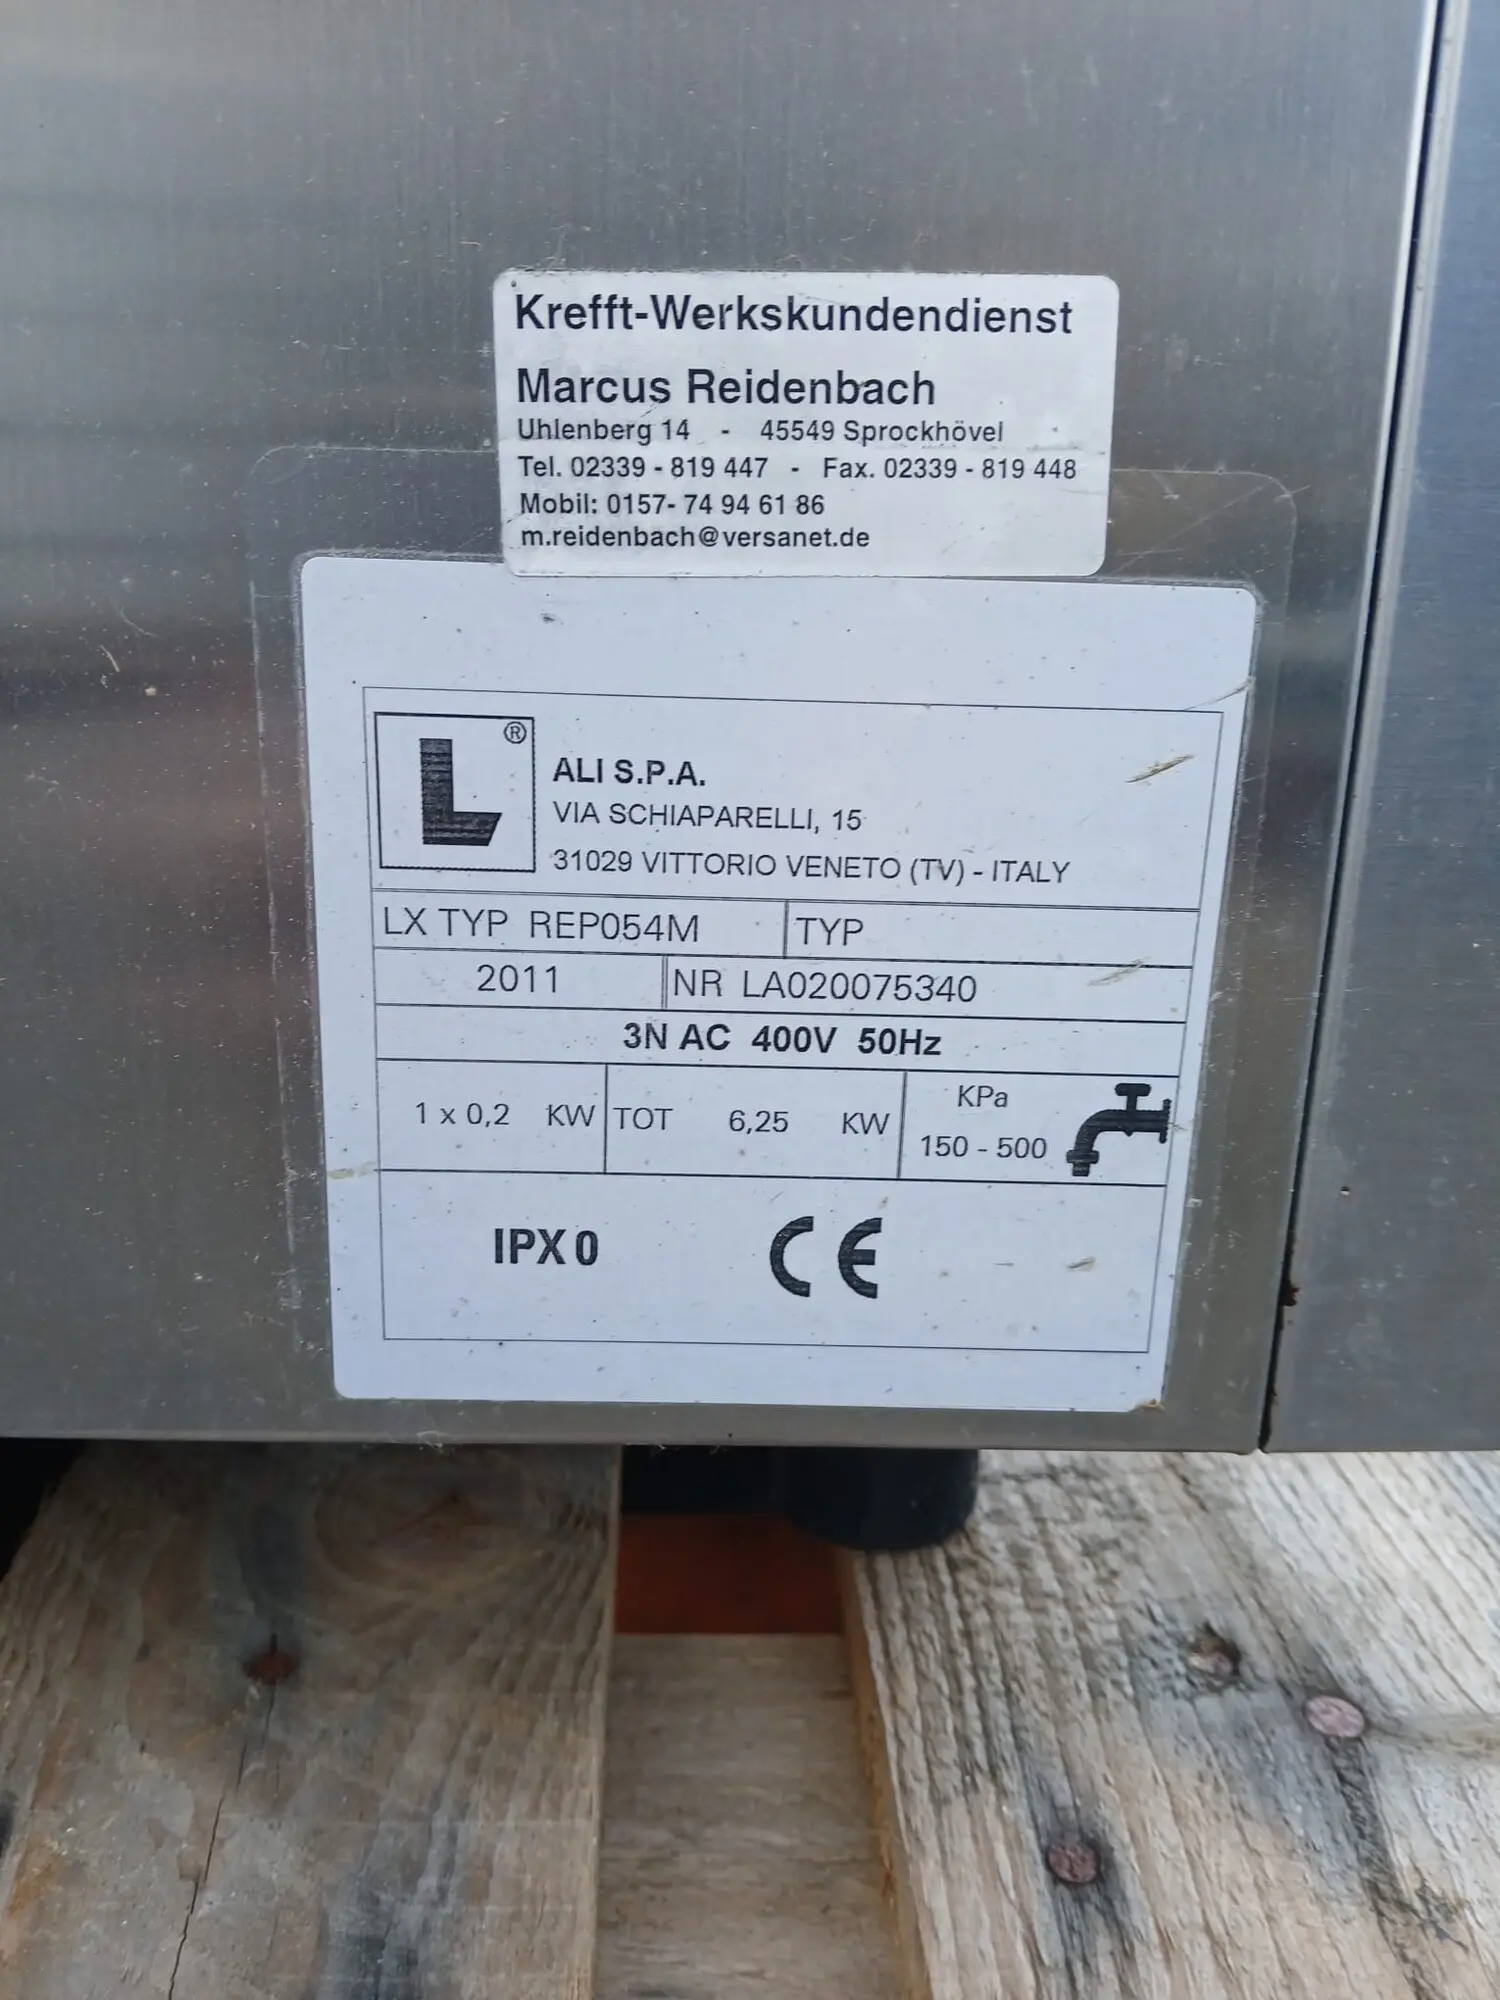 Krefft-Werkskundendienst
Marcus Reidenbach
Uhlenberg 14 - 45549 Sprockhövel
Tel. 02339 - 819 447 - Fax. 02339 - 819 448
Mobil: 0157- 74 94 61 86
m.reidenbach@versanet.de
L ®
ALI S.P.A.
VIA SCHIAPARELLI, 15
31029 VITTORIO VENETO (TV) - ITALY
LX TYP REP054M TYP
2011 NR LA020075340
3N AC 400V 50Hz
1 x 0,2 KW TOT 6,25 KW KPa
150 - 500
IPX0 CE